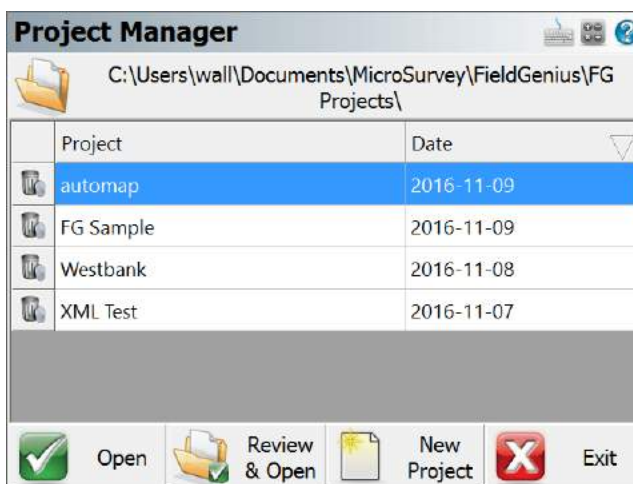 Project Manager
C:\Users\wall\Documents\MicroSurvey\FieldGenius\FG
Projects\
Project Date
automap 2016-11-09
FG Sample 2016-11-09
Westbank 2016-11-08
XML Test 2016-11-07
Open Review & Open New Project Exit